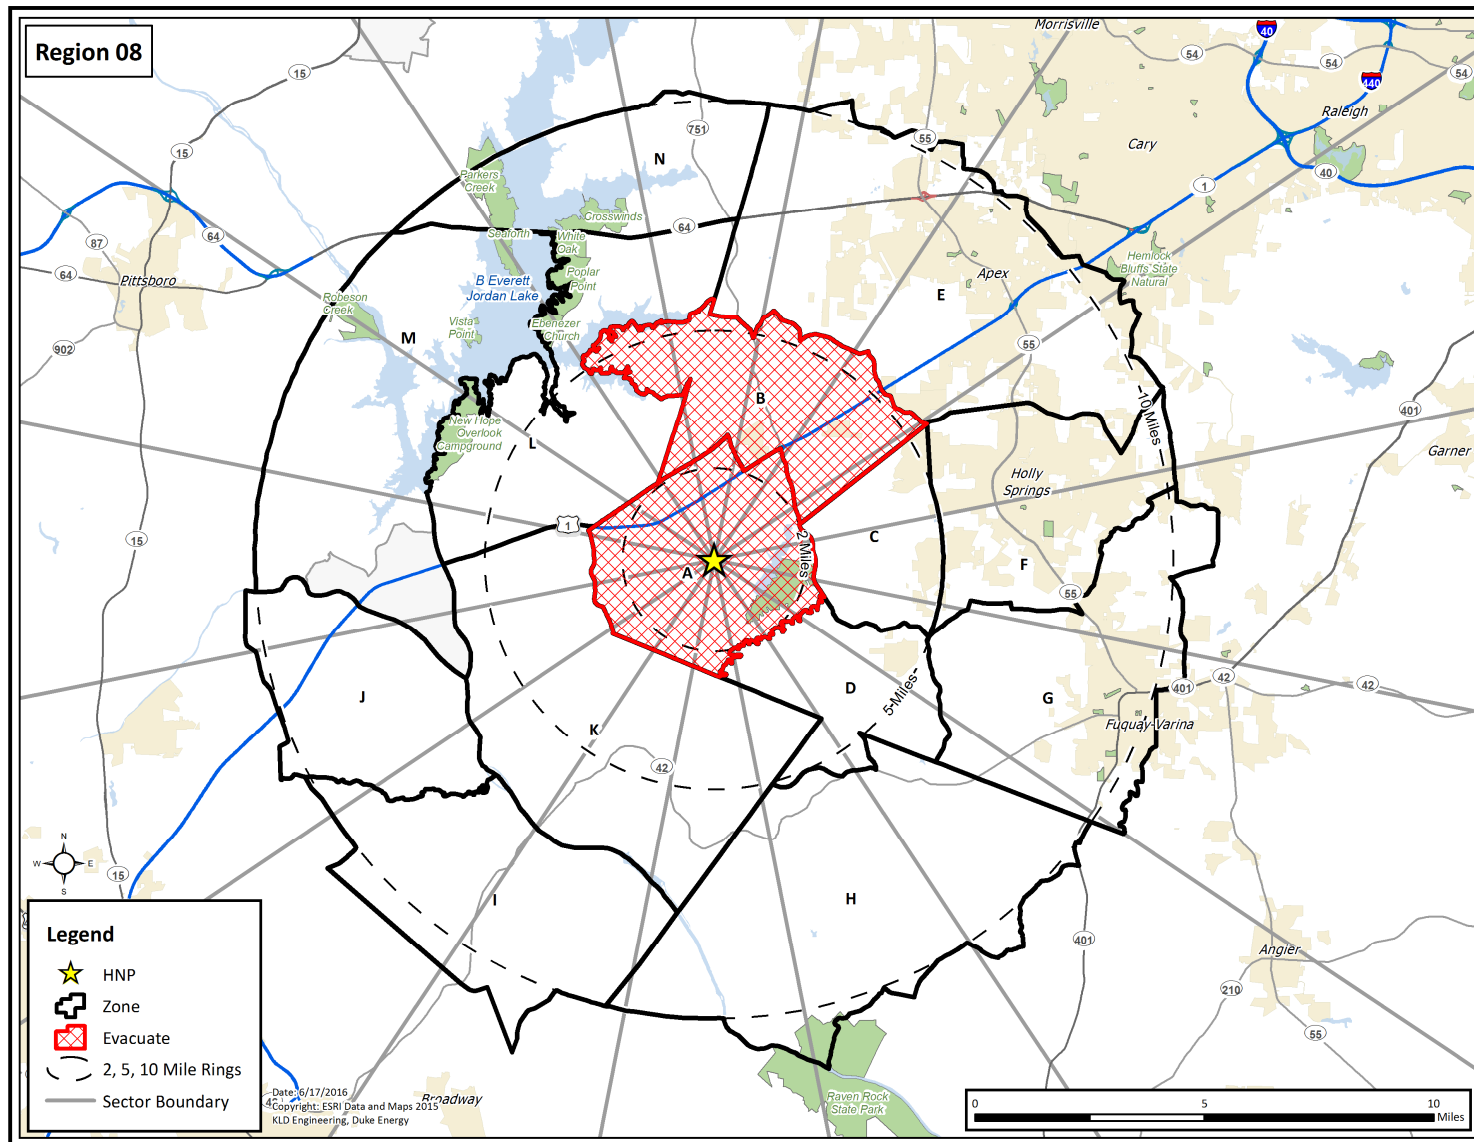 Region 08
Morrisville
40
54
54
54
440
15
Raleigh
751
55
Cary
N
15
40
Parkers
Creek
1
Crosswinds
64
Seaforth
White
Oak
64
87
64
Pittsboro
B Everett
Jordan Lake
Poplar
Point
Apex
Hemlock
Bluffs State
Natural
E
Robeson
Creek
Vista
Point
Ebenezer
Church
M
55
902
B
10 Miles
401
New Hope
Overlook
Campground
L
Garner
Holly
Springs
1
15
C
2 Miles
A
F
55
J
D
5-Miles
G
42
42
401
Fuquay-Varina
K
42
N
W
E
S
15
I
H
401
Angier
210
55
Legend
HNP
Zone
Evacuate
2, 5, 10 Mile Rings
Sector Boundary
Date: 6/17/2016
Copyright: ESRI Data and Maps 2015
KLD Engineering, Duke Energy
Broadway
Raven Rock
State Park
0
5
10
Miles